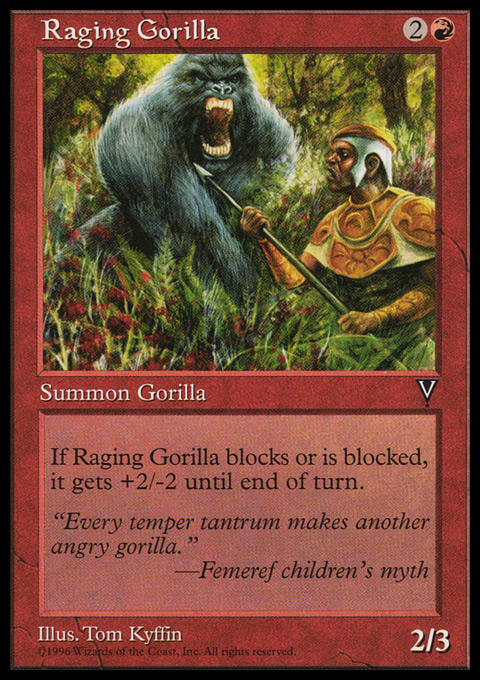 Raging Gorilla 2
Summon Gorilla V
If Raging Gorilla blocks or is blocked,
it gets +2/-2 until end of turn.
“Every temper tantrum makes another
angry gorilla.”
—Femeref children's myth
Illus. Tom Kyffin
©1996 Wizards of the Coast, Inc. All rights reserved.
2/3